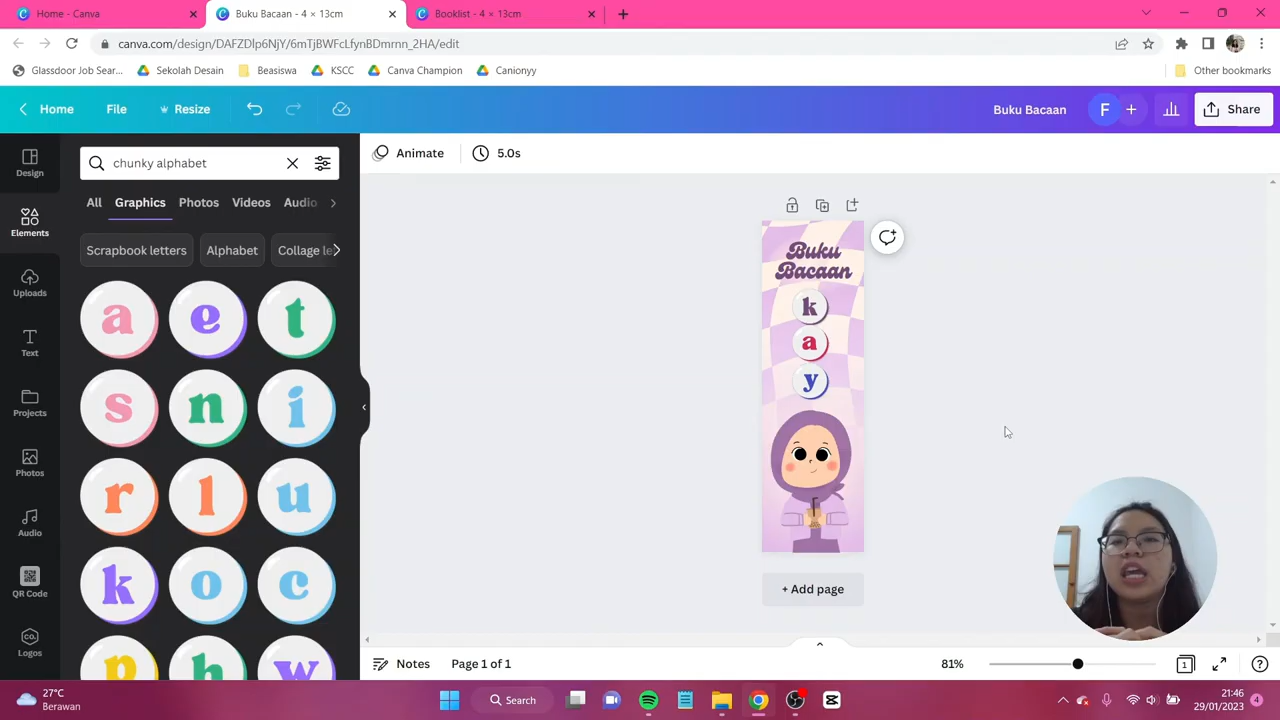 Home - Canva
Buku Bacaan - 4 × 13cm
Booklist - 4 × 13cm
canva.com/design/DAFZDlp6NjY/6mTjBWFcLfynBDmrnn_2HA/edit
Glassdoor Job Sear...
Sekolah Desain
Beasiswa
KSCC
Canva Champion
Canionyy
Other bookmarks
Home
File
Resize
Buku Bacaan
F
Share
Design
Elements
Uploads
Text
Projects
Photos
Audio
QR Code
Logos
chunky alphabet
All
Graphics
Photos
Videos
Audio
Scrapbook letters
Alphabet
Collage le
a e t
s n i
r l u
k o c
p h w
Animate
5.0s
Buku
Bacaan
k
a
y
+ Add page
Notes
Page 1 of 1
81%
1
27°C
Berawan
Search
21:46
29/01/2023
4